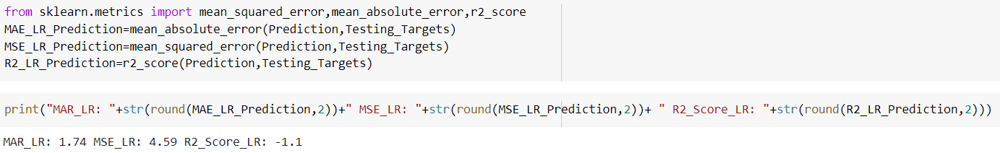 from sklearn.metrics import mean_squared_error,mean_absolute_error,r2_score
MAE_LR_Prediction=mean_absolute_error(Prediction,Testing_Targets)
MSE_LR_Prediction=mean_squared_error(Prediction,Testing_Targets)
R2_LR_Prediction=r2_score(Prediction,Testing_Targets)
print("MAR_LR: "+str(round(MAE_LR_Prediction,2))+" MSE_LR: "+str(round(MSE_LR_Prediction,2))+ " R2_Score_LR: "+str(round(R2_LR_Prediction,2)))
MAR_LR: 1.74 MSE_LR: 4.59 R2_Score_LR: -1.1